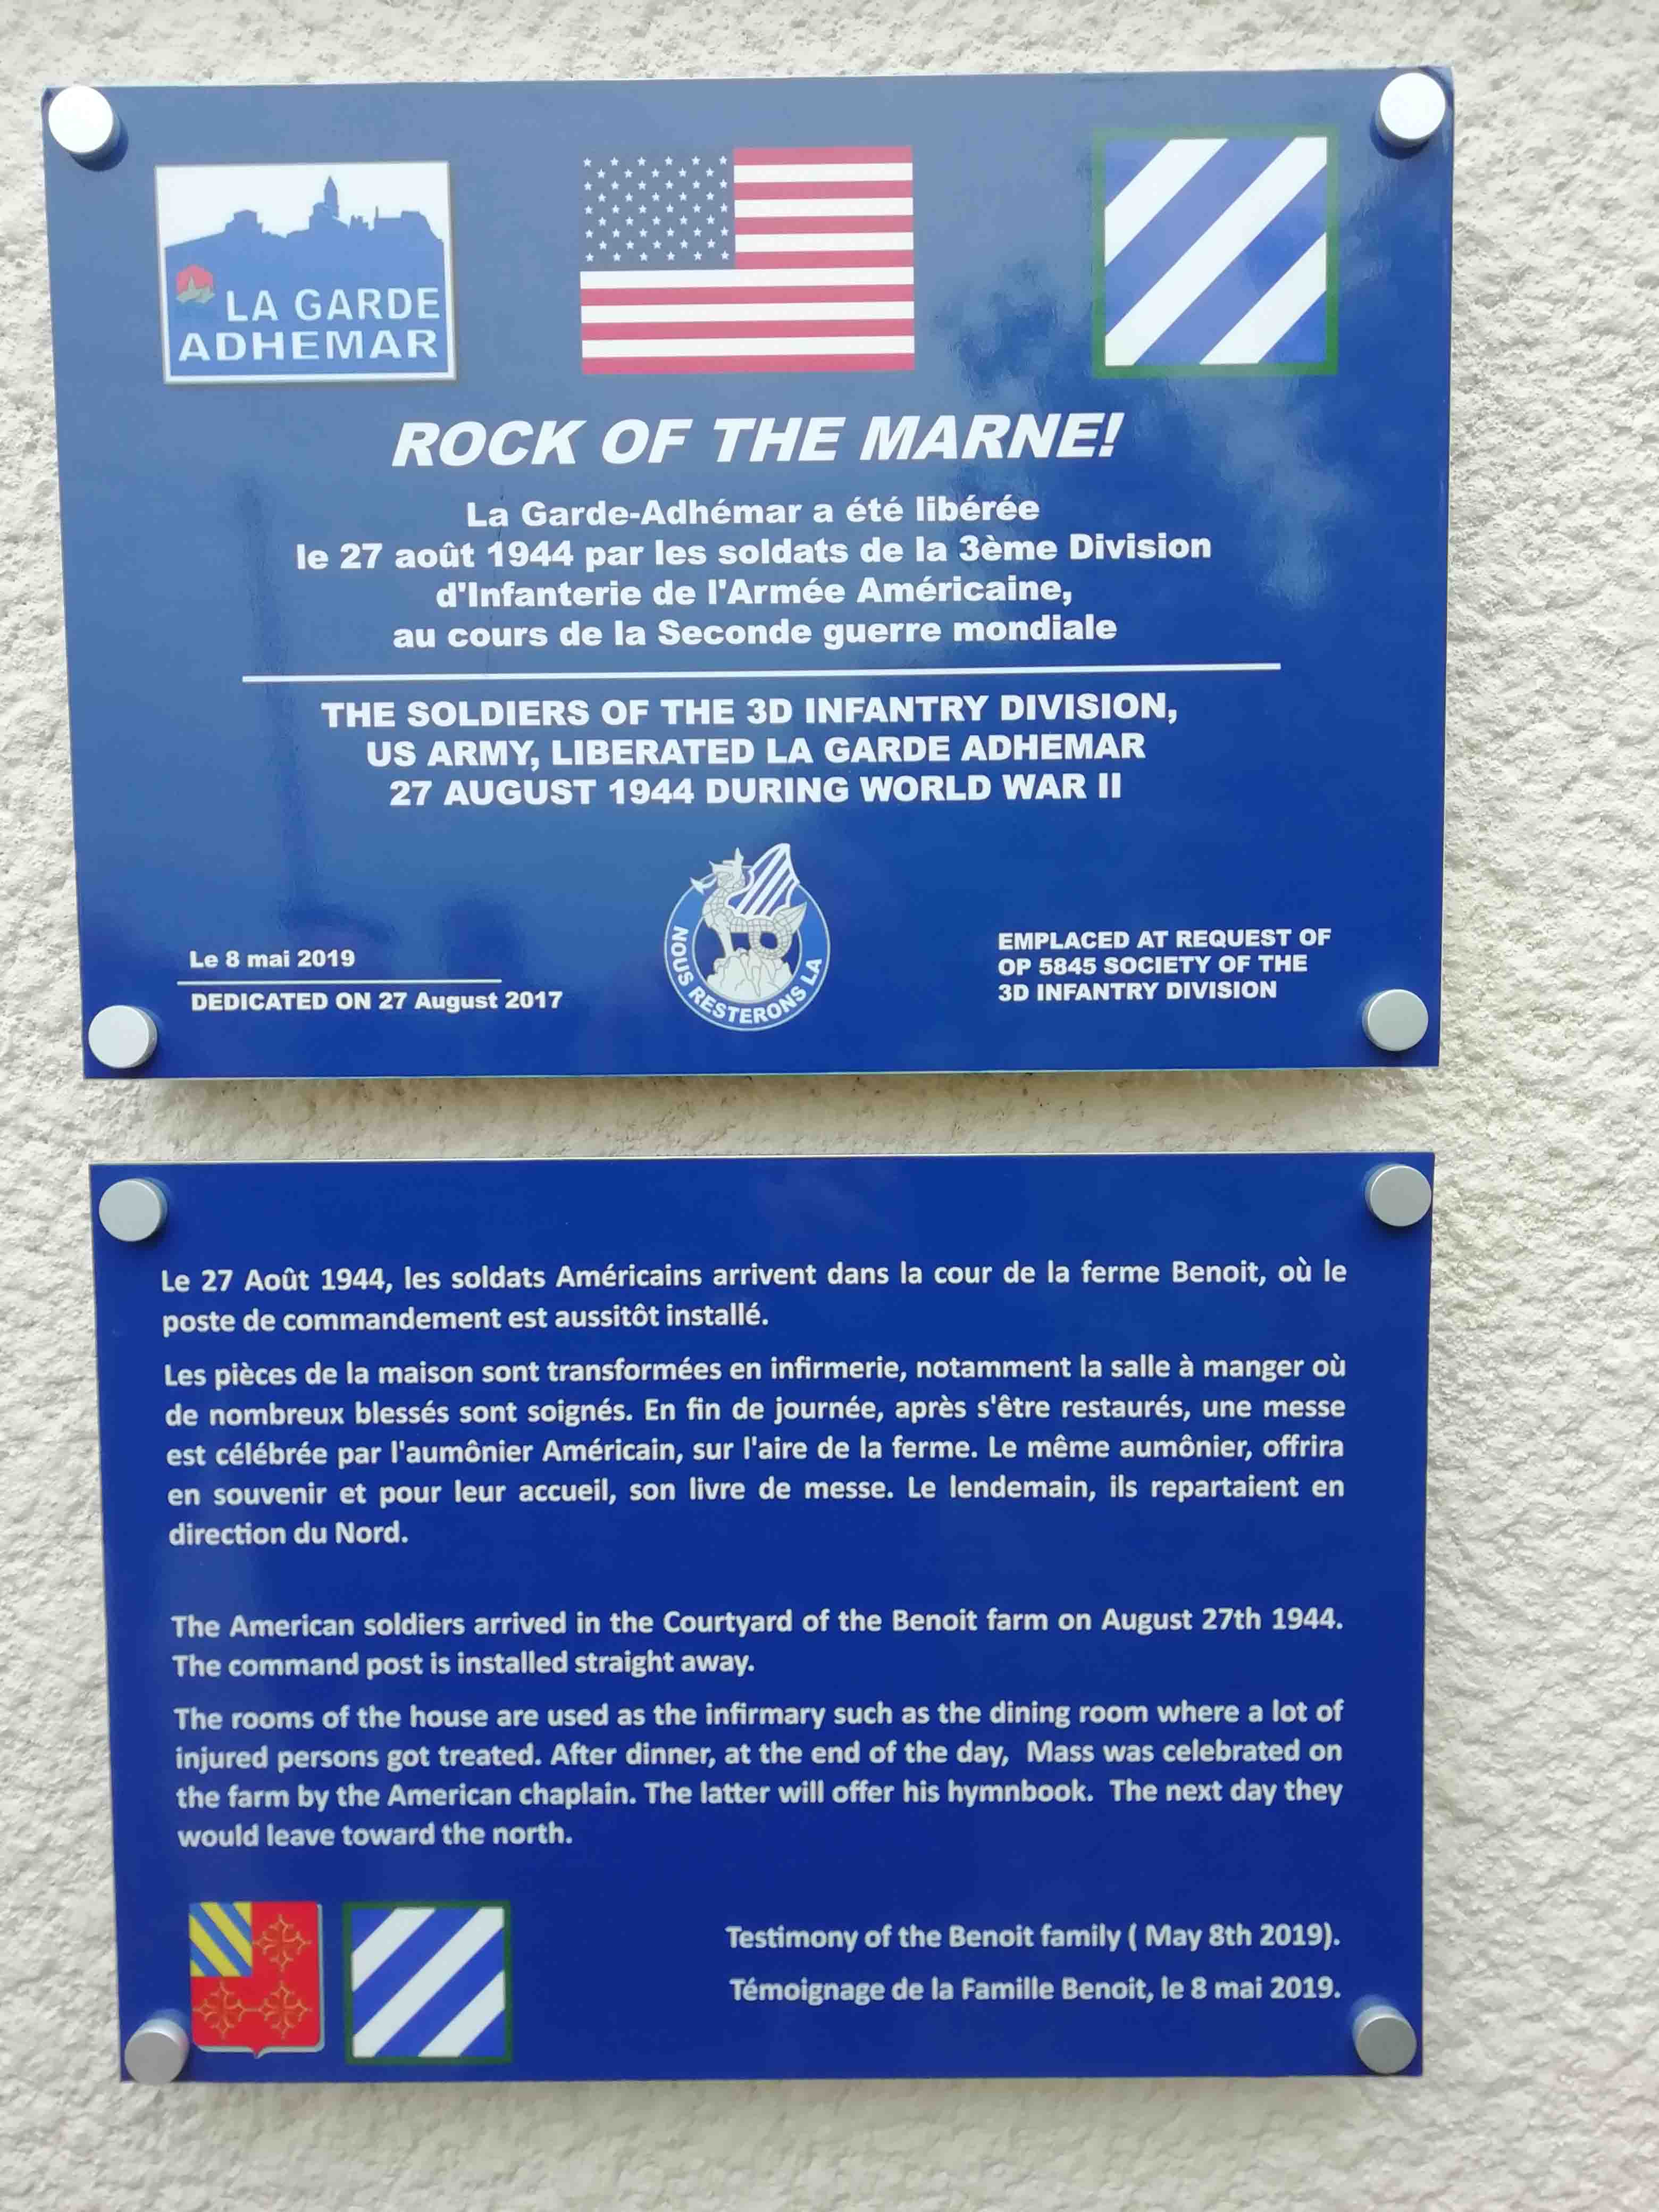 LA GARDE
ADHEMAR
ROCK OF THE MARNE!
La Garde-Adhémar a été libérée
le 27 août 1944 par les soldats de la 3ème Division
d'Infanterie de l'Armée Américaine,
au cours de la Seconde guerre mondiale
THE SOLDIERS OF THE 3D INFANTRY DIVISION,
US ARMY, LIBERATED LA GARDE ADHEMAR
27 AUGUST 1944 DURING WORLD WAR II
Le 8 mai 2019
DEDICATED ON 27 August 2017
NOUS RESTERONS LA
EMPLACED AT REQUEST OF
OP 5845 SOCIETY OF THE
3D INFANTRY DIVISION
Le 27 Août 1944, les soldats Américains arrivent dans la cour de la ferme Benoit, où le
poste de commandement est aussitôt installé.
Les pièces de la maison sont transformées en infirmerie, notamment la salle à manger où
de nombreux blessés sont soignés. En fin de journée, après s'être restaurés, une messe
est célébrée par l'aumônier Américain, sur l'aire de la ferme. Le même aumônier, offrira
en souvenir et pour leur accueil, son livre de messe. Le lendemain, ils repartaient en
direction du Nord.
The American soldiers arrived in the Courtyard of the Benoit farm on August 27th 1944.
The command post is installed straight away.
The rooms of the house are used as the infirmary such as the dining room where a lot of
injured persons got treated. After dinner, at the end of the day, Mass was celebrated on
the farm by the American chaplain. The latter will offer his hymnbook. The next day they
would leave toward the north.
Testimony of the Benoit family ( May 8th 2019).
Témoignage de la Famille Benoit, le 8 mai 2019.